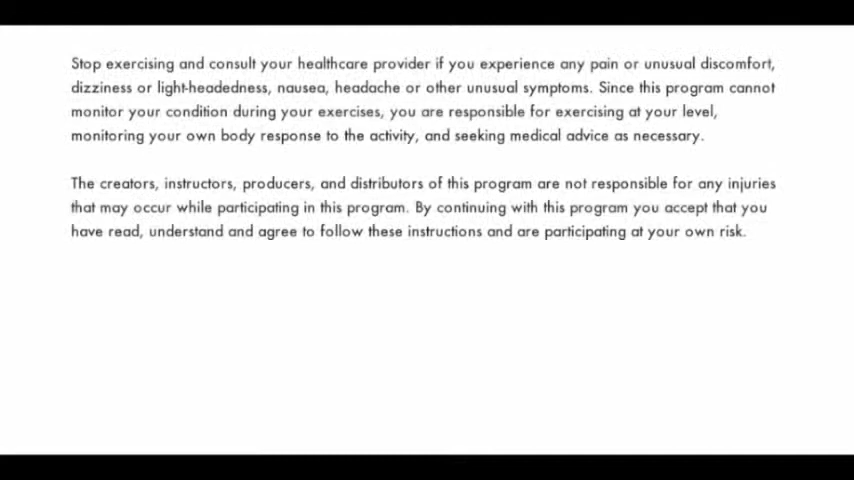 Stop exercising and consult your healthcare provider if you experience any pain or unusual discomfort,
dizziness or light-headedness, nausea, headache or other unusual symptoms. Since this program cannot
monitor your condition during your exercises, you are responsible for exercising at your level,
monitoring your own body response to the activity, and seeking medical advice as necessary.
The creators, instructors, producers, and distributors of this program are not responsible for any injuries
that may occur while participating in this program. By continuing with this program you accept that you
have read, understand and agree to follow these instructions and are participating at your own risk.